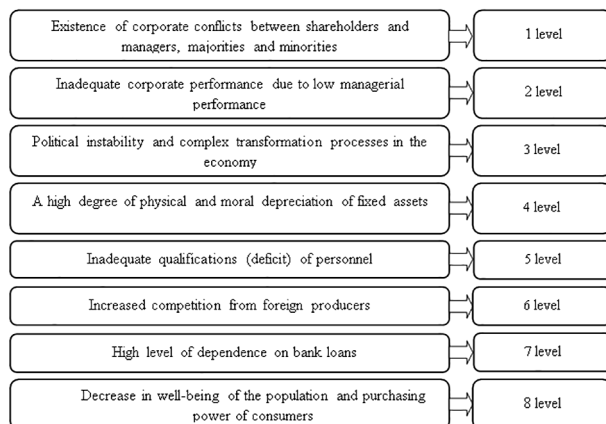 Existence of corporate conflicts between shareholders and
managers, majorities and minorities
1 level
Inadequate corporate performance due to low managerial
performance
2 level
Political instability and complex transformation processes in the
economy
3 level
A high degree of physical and moral depreciation of fixed assets
4 level
Inadequate qualifications (deficit) of personnel
5 level
Increased competition from foreign producers
6 level
High level of dependence on bank loans
7 level
Decrease in well-being of the population and purchasing
power of consumers
8 level